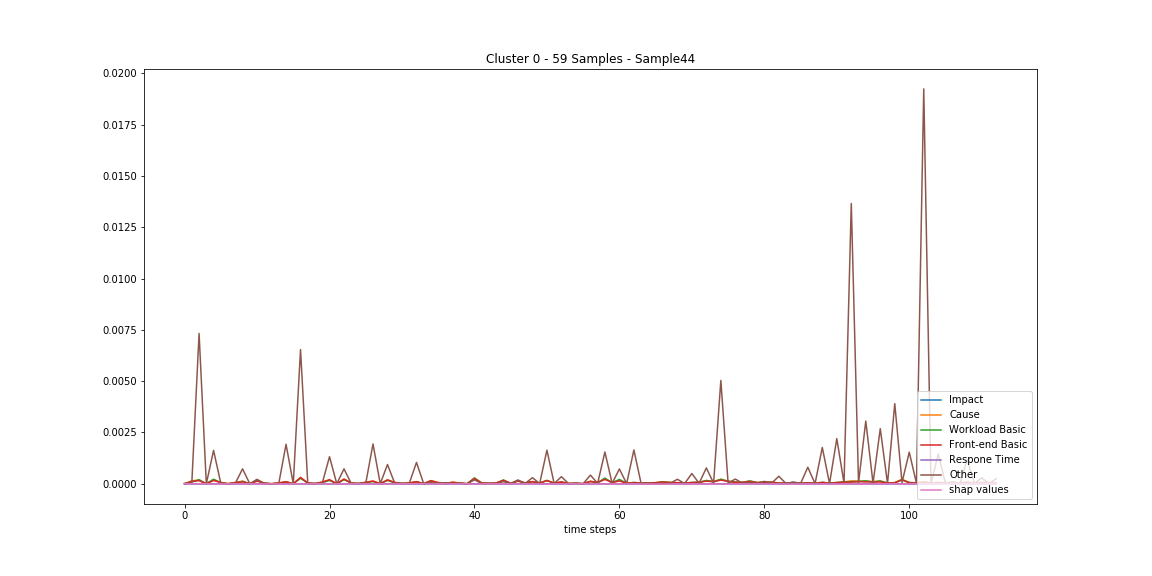 Cluster 0 - 59 Samples - Sample44
0.0200
0.0175
0.0150
0.0125
0.0100
0.0075
0.0050
0.0025
0.0000
0 20 40 60 80 100
time steps
Impact
Cause
Workload Basic
Front-end Basic
Respone Time
Other
shap values